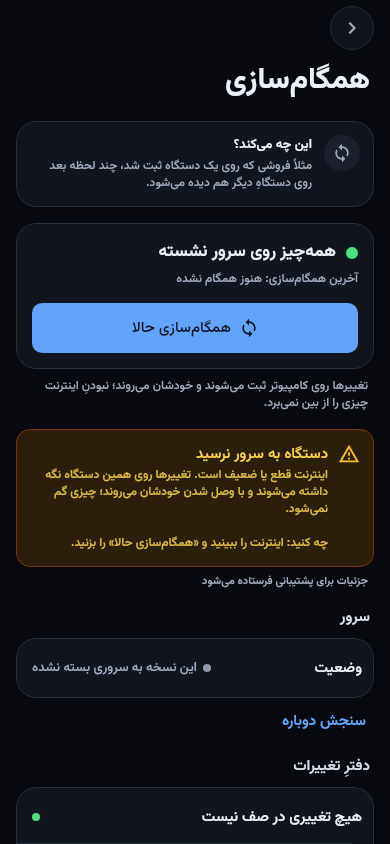 همگام‌سازی
این چه می‌کند؟
مثلاً فروشی که روی یک دستگاه ثبت شد، چند لحظه بعد
روی دستگاهِ دیگر هم دیده می‌شود.
همه‌چیز روی سرور نشسته
آخرین همگام‌سازی: هنوز همگام نشده
همگام‌سازی حالا
تغییرها روی کامپیوتر ثبت می‌شوند و خودشان می‌روند؛ نبودنِ اینترنت
چیزی را از بین نمی‌برد.
دستگاه به سرور نرسید
اینترنت قطع یا ضعیف است. تغییرها روی همین دستگاه نگه
داشته می‌شوند و با وصل شدن خودشان می‌روند؛ چیزی گم
نمی‌شود.
چه کنید: اینترنت را ببینید و «همگام‌سازی حالا» را بزنید.
جزئیات برای پشتیبانی فرستاده می‌شود
سرور
وضعیت
این نسخه به سروری بسته نشده
سنجش دوباره
دفترِ تغییرات
هیچ تغییری در صف نیست